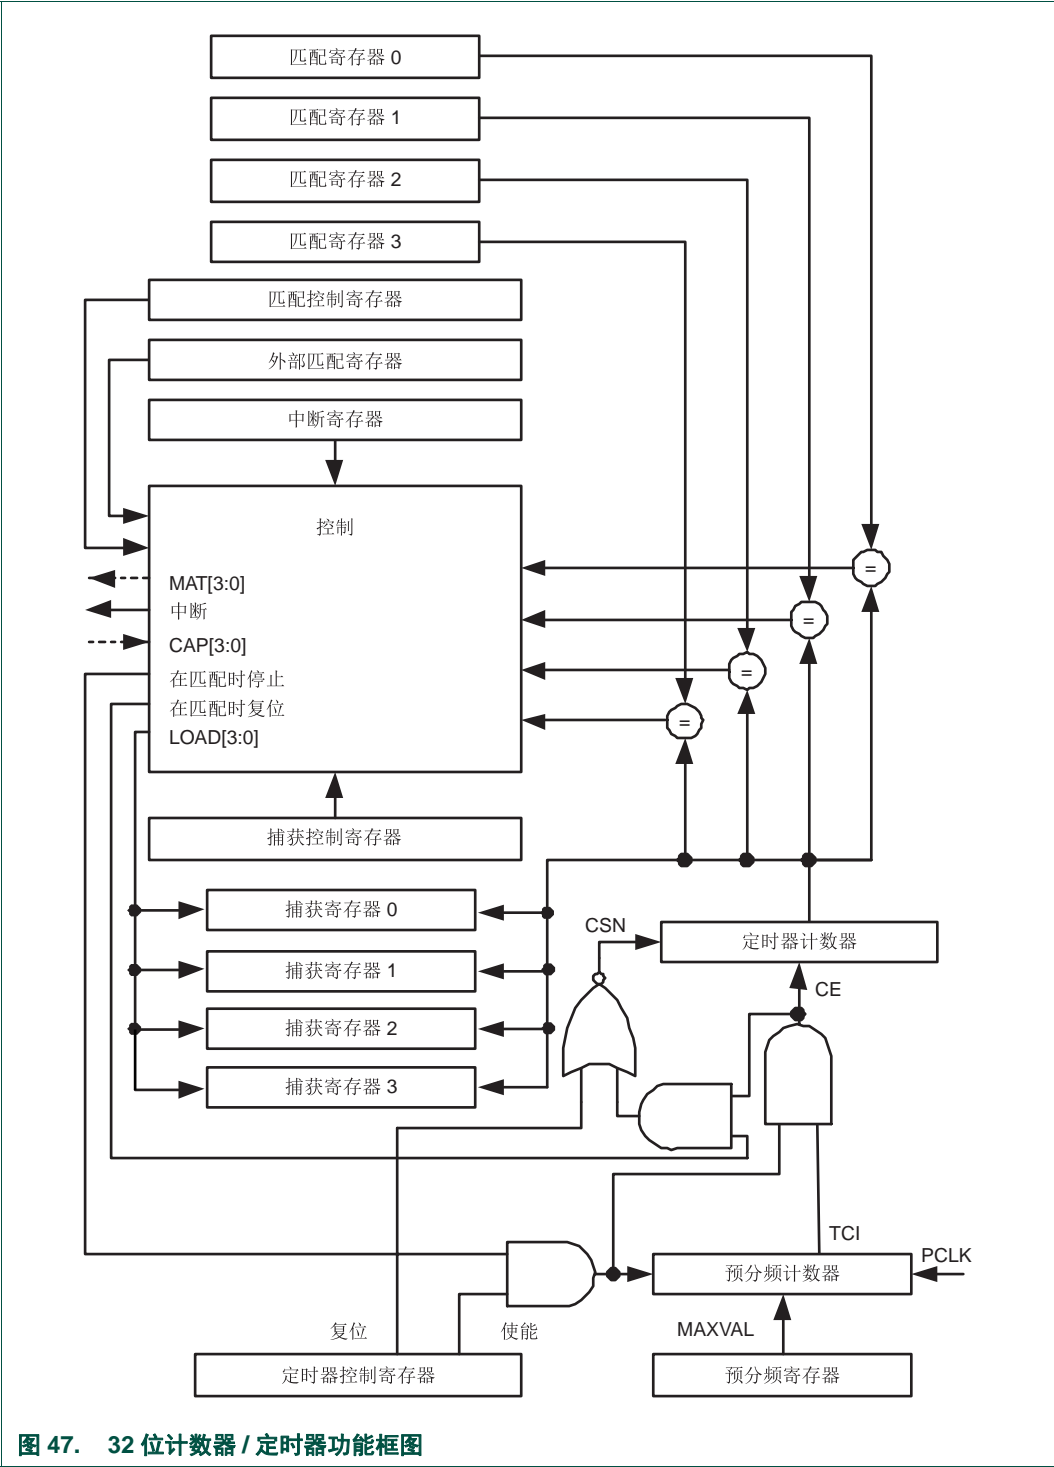 匹配寄存器 0
匹配寄存器 1
匹配寄存器 2
匹配寄存器 3
匹配控制寄存器
外部匹配寄存器
中断寄存器
控制
=
=
=
=
MAT[3:0]
中断
CAP[3:0]
在匹配时停止
在匹配时复位
LOAD[3:0]
捕获控制寄存器
捕获寄存器 0
捕获寄存器 1
捕获寄存器 2
捕获寄存器 3
CSN
定时器计数器
CE
TCI
PCLK
预分频计数器
复位
使能
MAXVAL
定时器控制寄存器
预分频寄存器
图 47. 32 位计数器 / 定时器功能框图